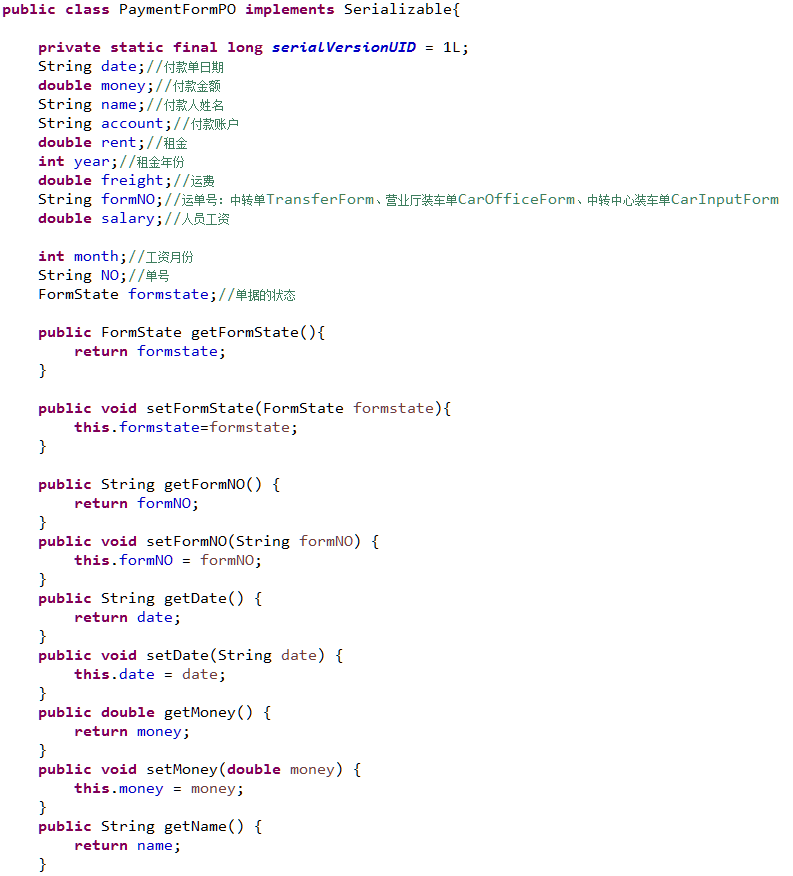 public class PaymentFormPO implements Serializable{
private static final long serialVersionUID = 1L;
String date;//付款单日期
double money;//付款金额
String name;//付款人姓名
String account;//付款账户
double rent;//租金
int year;//租金年份
double freight;//运费
String formNO;//运单号：中转单TransferForm、营业厅装车单CarOfficeForm、中转中心装车单CarInputForm
double salary;//人员工资
int month;//工资月份
String NO;//单号
FormState formstate;//单据的状态
public FormState getFormState(){
return formstate;
}
public void setFormState(FormState formstate){
this.formstate=formstate;
}
public String getFormNO() {
return formNO;
}
public void setFormNO(String formNO) {
this.formNO = formNO;
}
public String getDate() {
return date;
}
public void setDate(String date) {
this.date = date;
}
public double getMoney() {
return money;
}
public void setMoney(double money) {
this.money = money;
}
public String getName() {
return name;
}